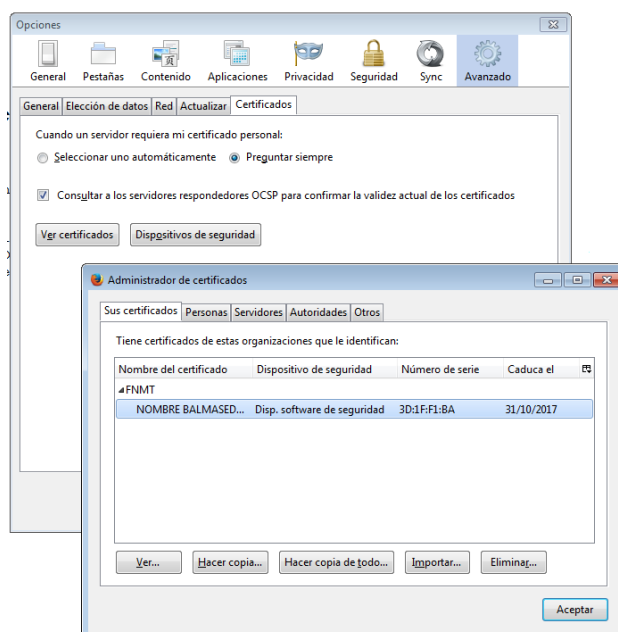 Opciones
General Pestañas Contenido Aplicaciones Privacidad Seguridad Sync Avanzado
General Elección de datos Red Actualizar Certificados
Cuando un servidor requiera mi certificado personal:
Seleccionar uno automáticamente Preguntar siempre
Consultar a los servidores respondedores OCSP para confirmar la validez actual de los certificados
Ver certificados Dispositivos de seguridad
Administrador de certificados
Sus certificados Personas Servidores Autoridades Otros
Tiene certificados de estas organizaciones que le identifican:
Nombre del certificado Dispositivo de seguridad Número de serie Caduca el
FNMT
NOMBRE BALMASED... Disp. software de seguridad 3D:1F:F1:BA 31/10/2017
Ver... Hacer copia... Hacer copia de todo... Importar... Eliminar...
Aceptar